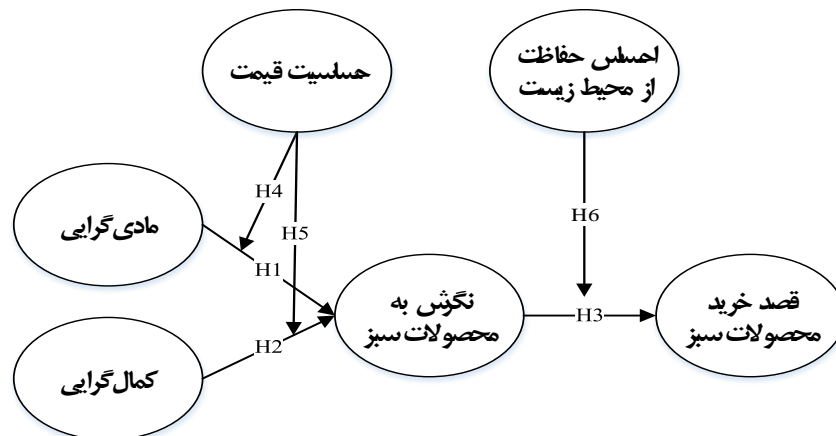 حساسیت قیمت
احساس حفاظت
از محیط زیست
H4
H5
H6
مادی‌گرایی
H1
نگرش به
محصولات سبز
H3
قصد خرید
محصولات سبز
H2
کمال‌گرایی